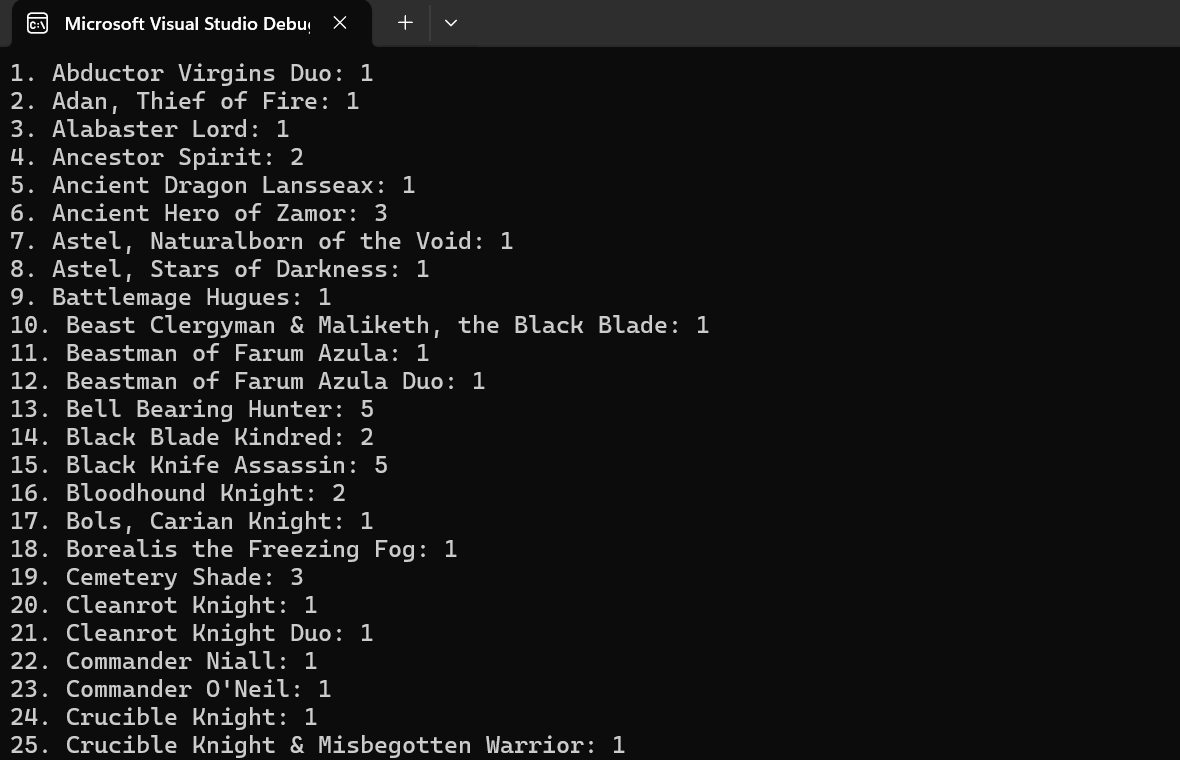 Microsoft Visual Studio Debu
1. Abductor Virgins Duo: 1
2. Adan, Thief of Fire: 1
3. Alabaster Lord: 1
4. Ancestor Spirit: 2
5. Ancient Dragon Lansseax: 1
6. Ancient Hero of Zamor: 3
7. Astel, Naturalborn of the Void: 1
8. Astel, Stars of Darkness: 1
9. Battlemage Hugues: 1
10. Beast Clergyman & Maliketh, the Black Blade: 1
11. Beastman of Farum Azula: 1
12. Beastman of Farum Azula Duo: 1
13. Bell Bearing Hunter: 5
14. Black Blade Kindred: 2
15. Black Knife Assassin: 5
16. Bloodhound Knight: 2
17. Bols, Carian Knight: 1
18. Borealis the Freezing Fog: 1
19. Cemetery Shade: 3
20. Cleanrot Knight: 1
21. Cleanrot Knight Duo: 1
22. Commander Niall: 1
23. Commander O'Neil: 1
24. Crucible Knight: 1
25. Crucible Knight & Misbegotten Warrior: 1